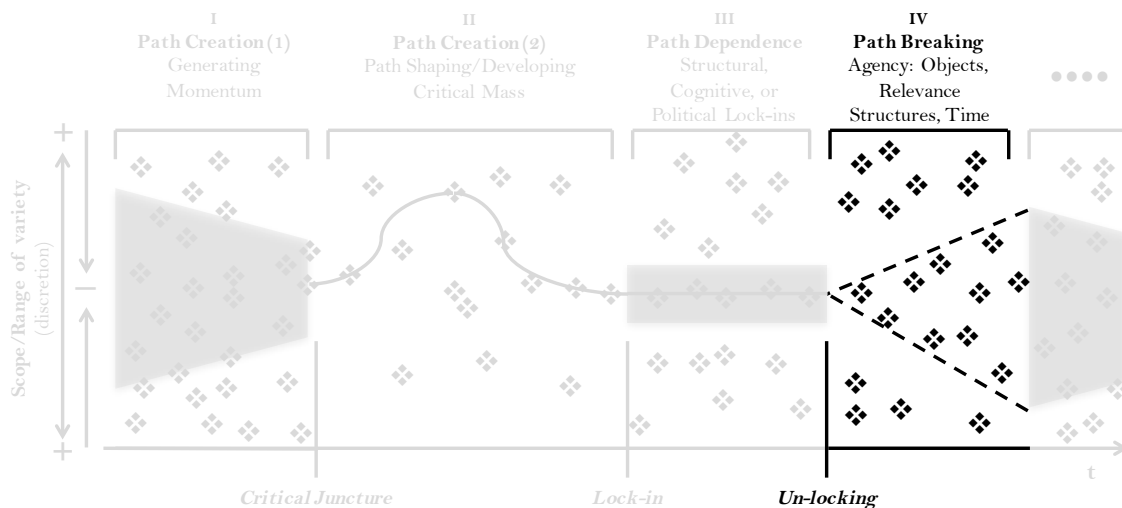 I
Path Creation (1)
Generating
Momentum
II
Path Creation (2)
Path Shaping/Developing
Critical Mass
III
Path Dependence
Structural,
Cognitive, or
Political Lock-ins
IV
Path Breaking
Agency: Objects,
Relevance
Structures, Time
+
–
+
Scope/Range of variety
(discretion)
t
Critical Juncture
Lock-in
Un-locking